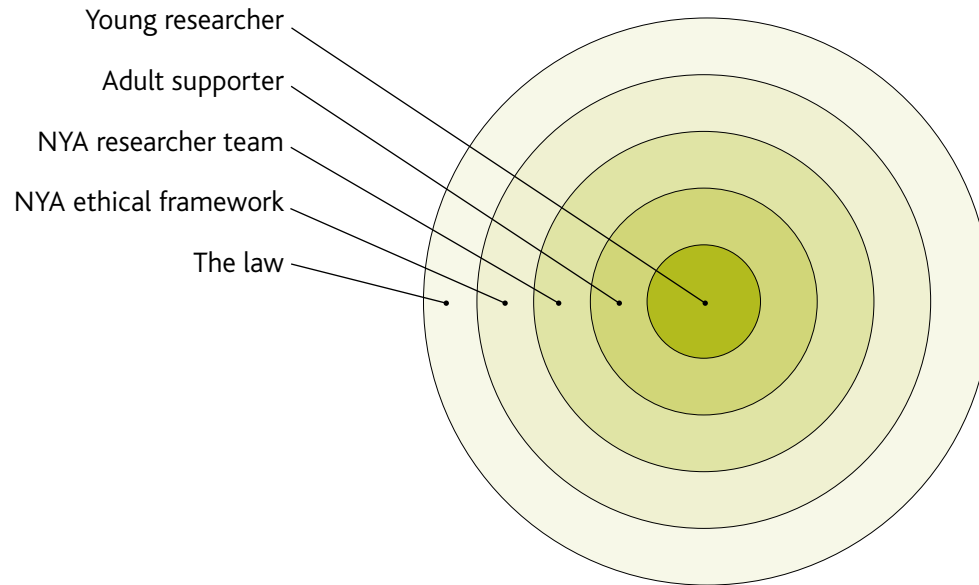 Young researcher
Adult supporter
NYA researcher team
NYA ethical framework
The law